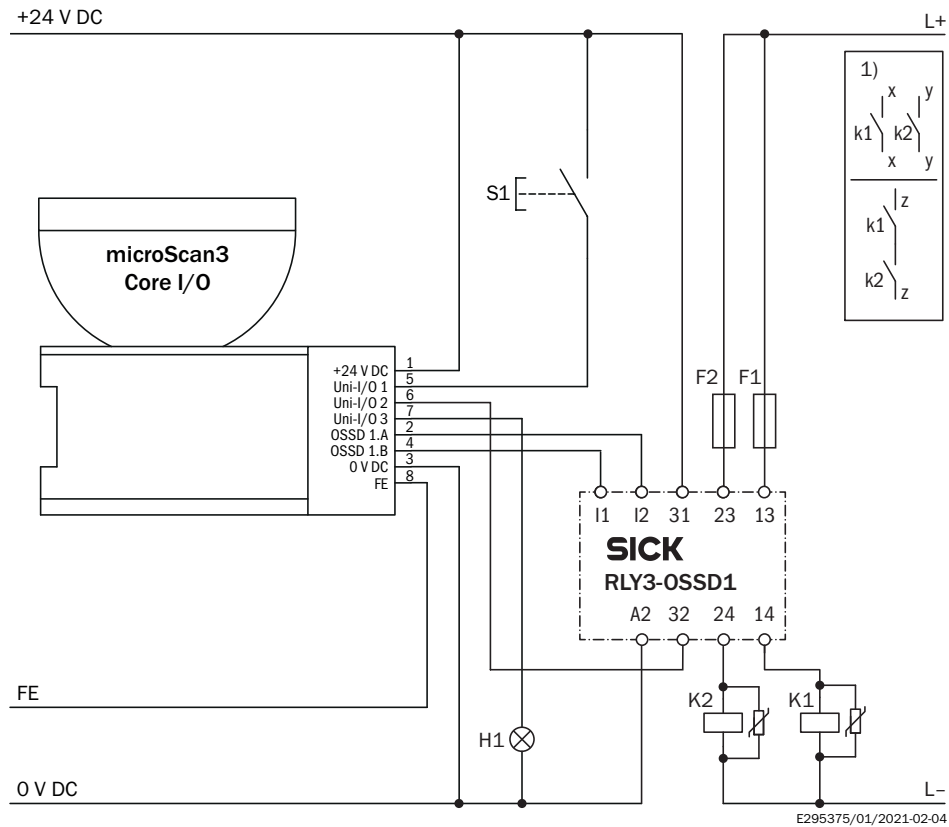 +24 V DC
L+
1)
x y
k1 k2
x y
z
k1
k2
z
S1
microScan3
Core I/O
+24 V DC 1
Uni-I/O 1 5
Uni-I/O 2 6
Uni-I/O 3 7
OSSD 1.A 2
OSSD 1.B 4
0 V DC 3
FE 8
F2 F1
I1 I2 31 23 13
SICK
RLY3-OSSD1
A2 32 24 14
FE
K2 K1
H1
0 V DC
L–
E295375/01/2021-02-04